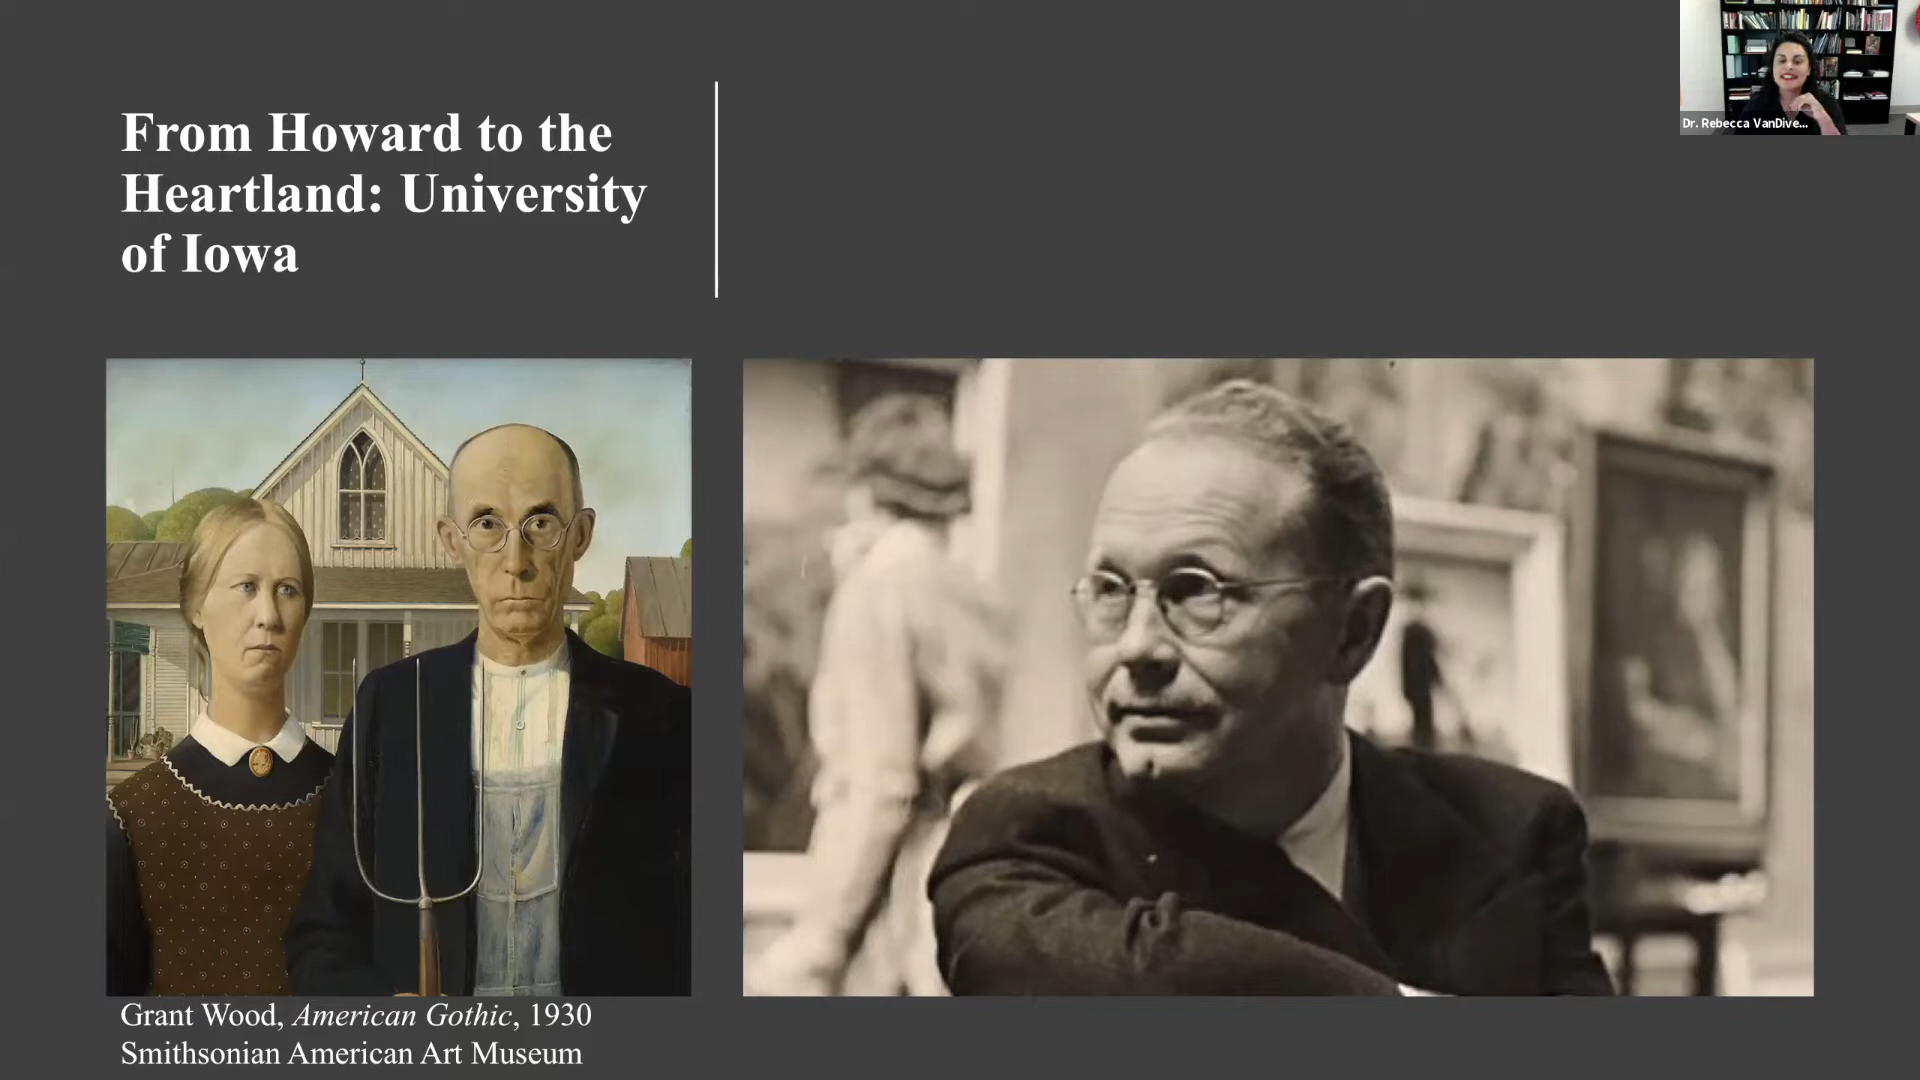 Dr. Rebecca VanDive...
From Howard to the
Heartland: University
of Iowa
Grant Wood, American Gothic, 1930
Smithsonian American Art Museum